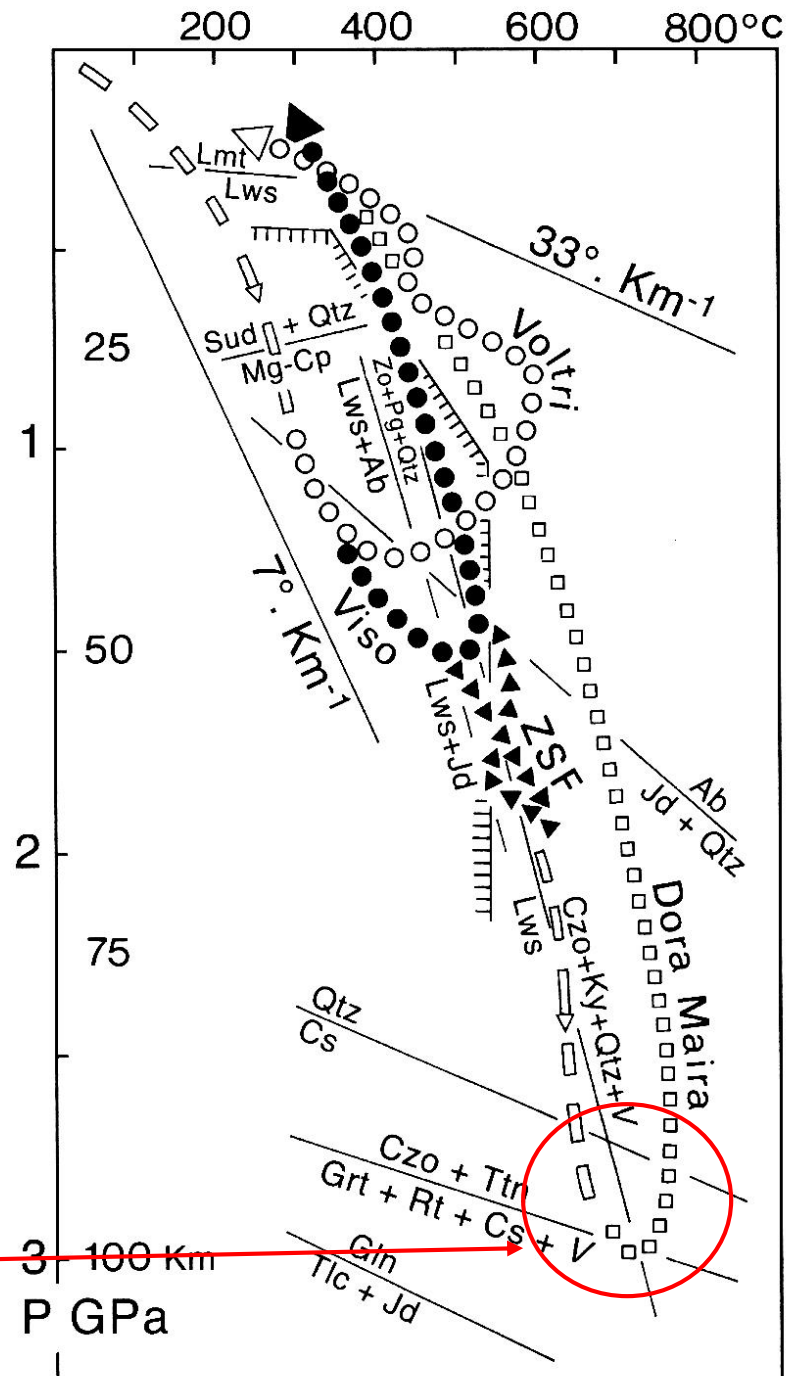 200 400 600 800°C
Lmt
Lws
33°. Km-1
Sud + Qtz
Mg-Cp
25
Voltri
Zo+Pg+Qtz
Lws+Ab
1
7°. Km-1
Viso
50
Lws+Jd
ZSF
Ab
Jd + Qtz
2
Lws
Czo+Ky+Qtz+V
Dora Maira
75
Qtz
Cs
Czo + Ttn
Grt + Rt + Cs + V
3 100 Km
Gln
Tlc + Jd
P GPa